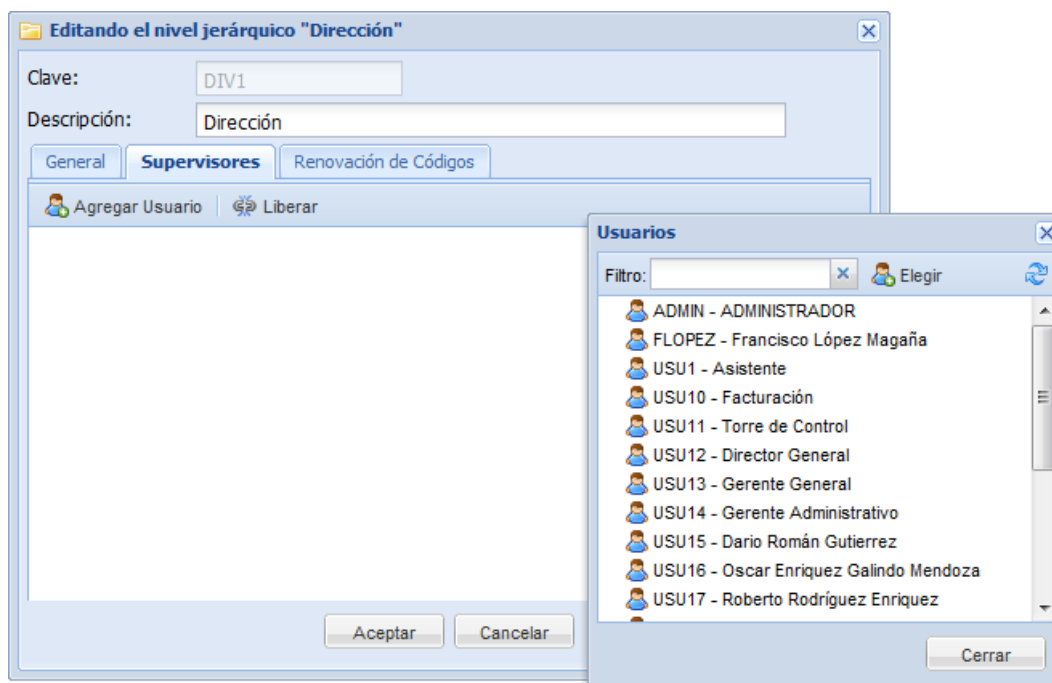 Editando el nivel jerárquico "Dirección"
Clave: DIV1
Descripción: Dirección
General Supervisores Renovación de Códigos
Agregar Usuario Liberar
Aceptar Cancelar
Usuarios
Filtro: Elegir
ADMIN - ADMINISTRADOR
FLOPEZ - Francisco López Magaña
USU1 - Asistente
USU10 - Facturación
USU11 - Torre de Control
USU12 - Director General
USU13 - Gerente General
USU14 - Gerente Administrativo
USU15 - Dario Román Gutierrez
USU16 - Oscar Enriquez Galindo Mendoza
USU17 - Roberto Rodríguez Enriquez
Cerrar